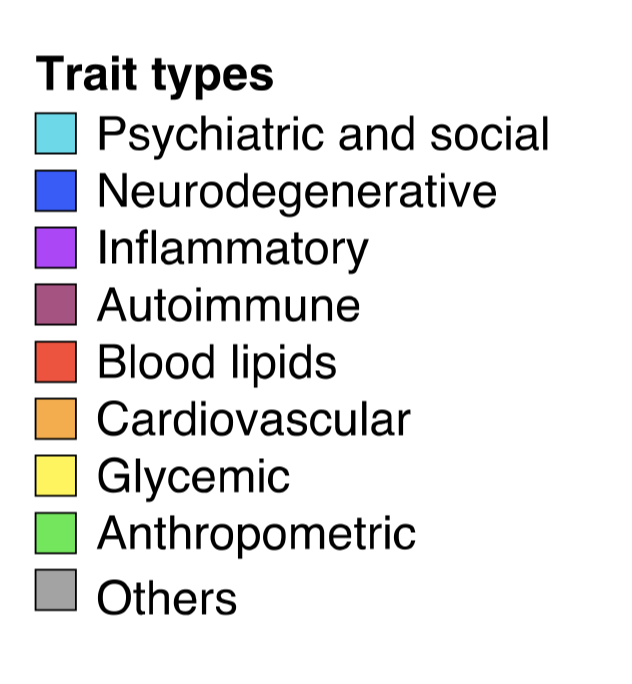 Trait types
Psychiatric and social
Neurodegenerative
Inflammatory
Autoimmune
Blood lipids
Cardiovascular
Glycemic
Anthropometric
Others